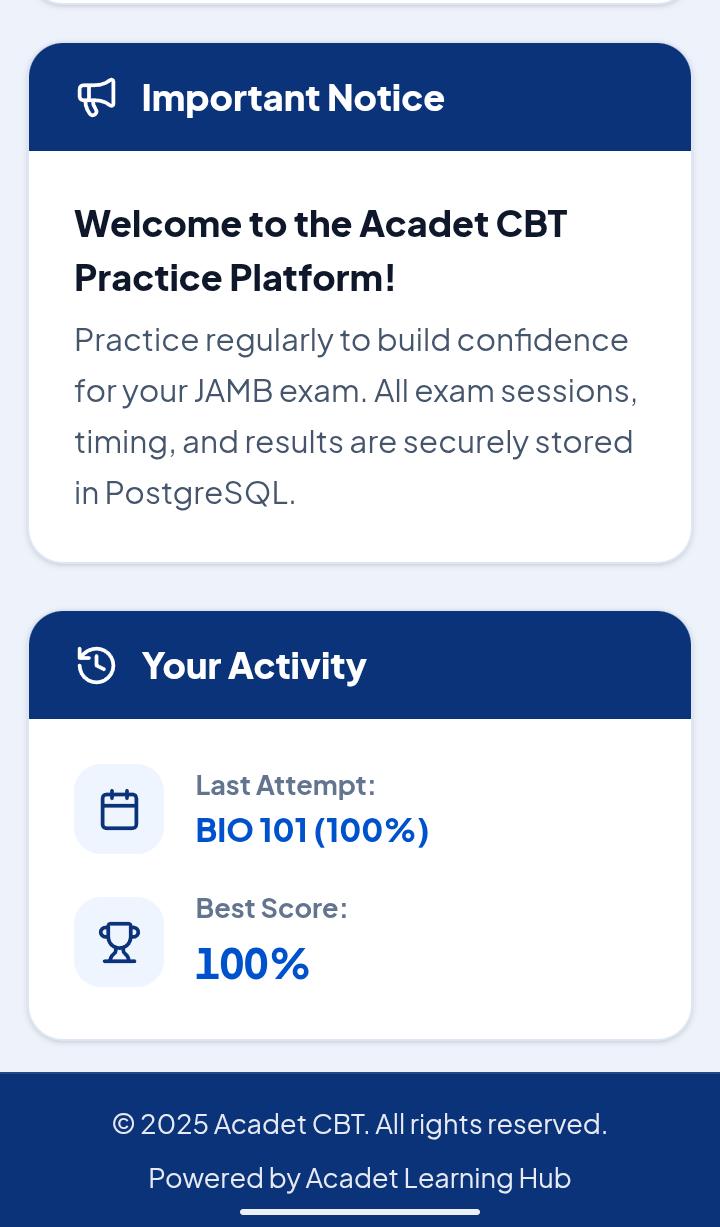 Important Notice
Welcome to the Acadet CBT
Practice Platform!
Practice regularly to build confidence
for your JAMB exam. All exam sessions,
timing, and results are securely stored
in PostgreSQL.
Your Activity
Last Attempt:
BIO 101 (100%)
Best Score:
100%
© 2025 Acadet CBT. All rights reserved.
Powered by Acadet Learning Hub